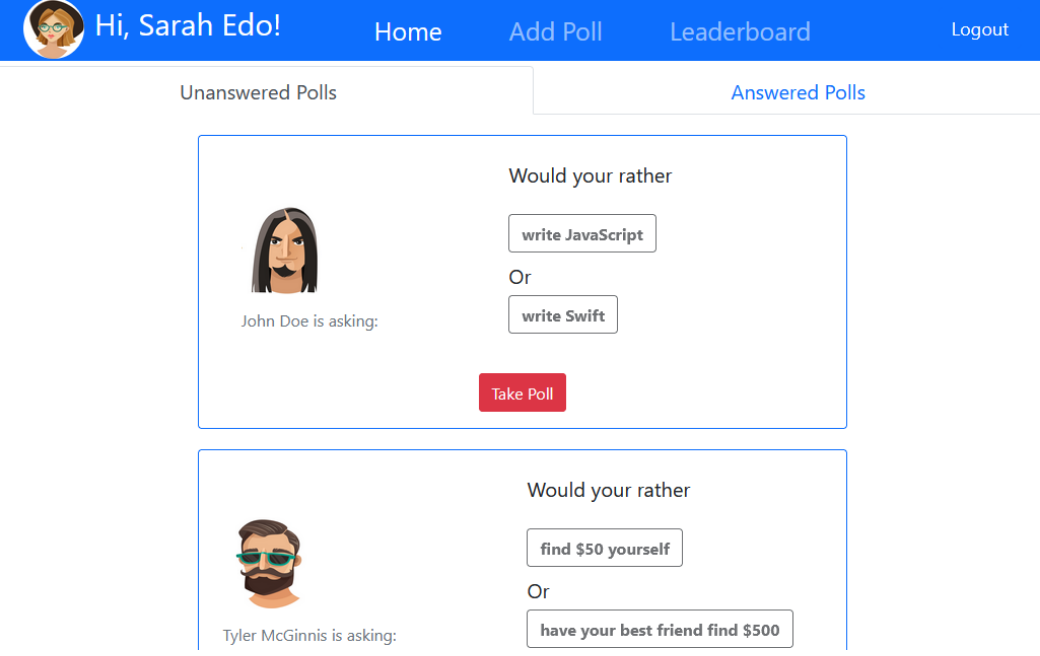 Hi, Sarah Edo! Home Add Poll Leaderboard Logout
Unanswered Polls Answered Polls
Would your rather
write JavaScript
Or
write Swift
John Doe is asking:
Take Poll
Would your rather
find $50 yourself
Or
have your best friend find $500
Tyler McGinnis is asking: